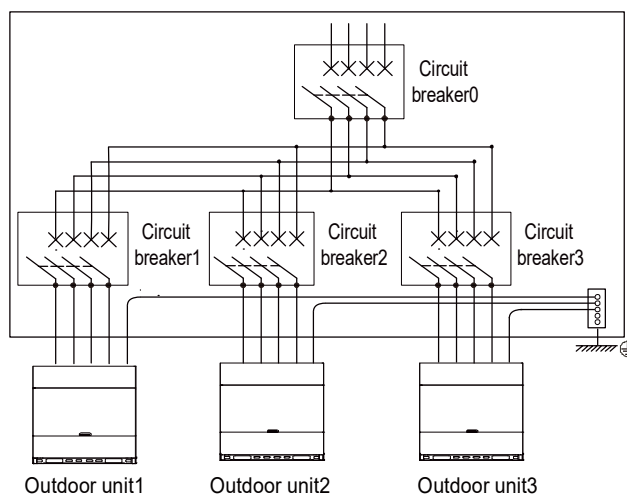 Circuit
breaker0
Circuit
breaker1
Circuit
breaker2
Circuit
breaker3
Outdoor unit1
Outdoor unit2
Outdoor unit3